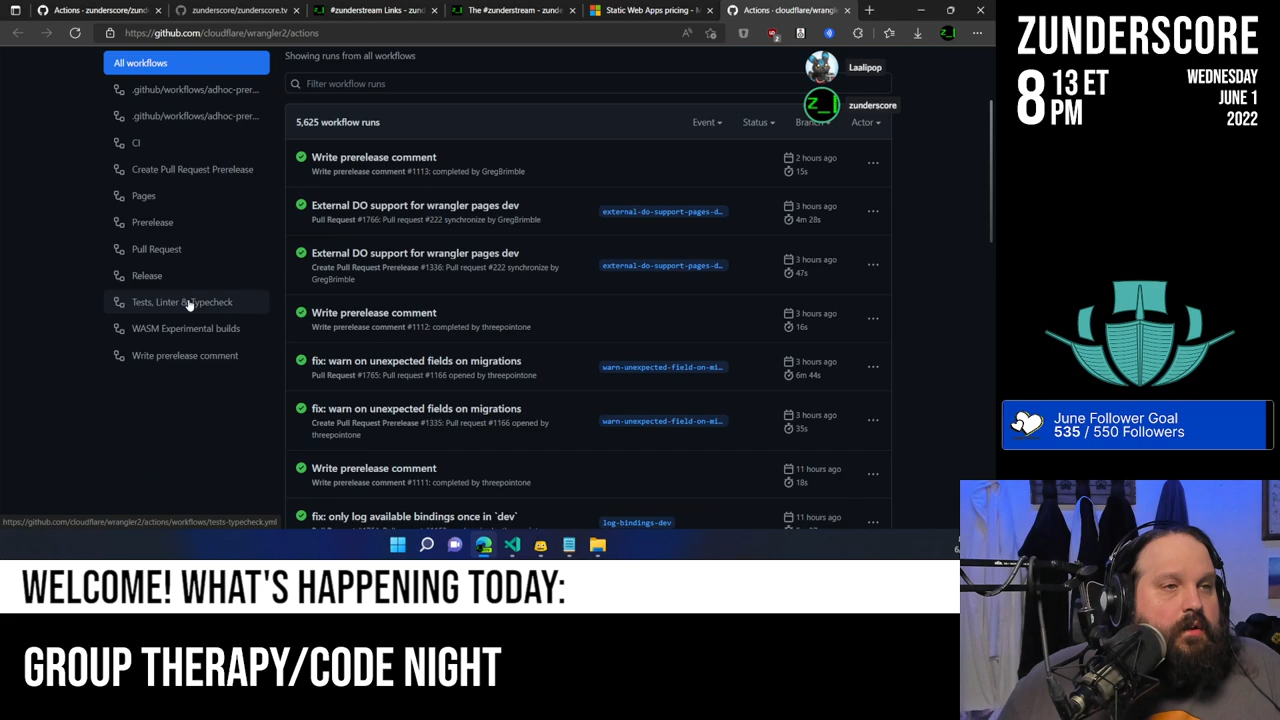 Actions · zunderscore/zunders
zunderscore/zunderscore.tv
#zunderstream Links - zund
The #zunderstream - zunde
Static Web Apps pricing - M
Actions · cloudflare/wrangl
https://github.com/cloudflare/wrangler2/actions
All workflows
.github/workflows/adhoc-prer...
.github/workflows/adhoc-prer...
CI
Create Pull Request Prerelease
Pages
Prerelease
Pull Request
Release
Tests, Linter & Typecheck
WASM Experimental builds
Write prerelease comment
Showing runs from all workflows
Filter workflow runs
Laalipop
zunderscore
5,625 workflow runs
Event
Status
Branch
Actor
Write prerelease comment
2 hours ago
Write prerelease comment #1113: completed by GregBrimble
15s
External DO support for wrangler pages dev
external-do-support-pages-d...
3 hours ago
Pull Request #1766: Pull request #222 synchronize by GregBrimble
4m 28s
External DO support for wrangler pages dev
external-do-support-pages-d...
3 hours ago
Create Pull Request Prerelease #1336: Pull request #222 synchronize by
GregBrimble
47s
Write prerelease comment
3 hours ago
Write prerelease comment #1112: completed by threepointone
16s
fix: warn on unexpected fields on migrations
warn-unexpected-field-on-mi...
3 hours ago
Pull Request #1765: Pull request #1166 opened by threepointone
6m 44s
fix: warn on unexpected fields on migrations
warn-unexpected-field-on-mi...
3 hours ago
Create Pull Request Prerelease #1335: Pull request #1166 opened by
threepointone
35s
Write prerelease comment
11 hours ago
Write prerelease comment #1111: completed by threepointone
18s
fix: only log available bindings once in `dev`
log-bindings-dev
11 hours ago
https://github.com/cloudflare/wrangler2/actions/workflows/tests-typecheck.yml
ZUNDERSCORE
8 13 ET
PM
WEDNESDAY
JUNE 1
2022
June Follower Goal
535 / 550 Followers
WELCOME! WHAT'S HAPPENING TODAY:
GROUP THERAPY/CODE NIGHT